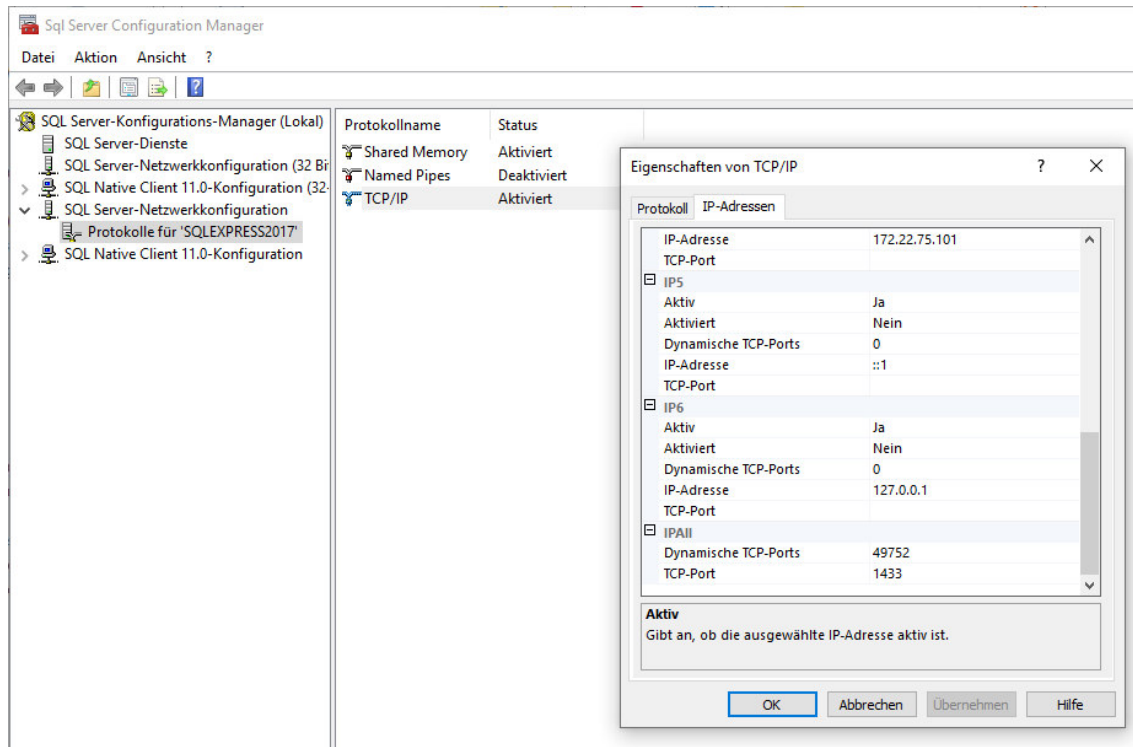 Sql Server Configuration Manager
Datei Aktion Ansicht ?
SQL Server-Konfigurations-Manager (Lokal)
SQL Server-Dienste
SQL Server-Netzwerkkonfiguration (32 Bi
SQL Native Client 11.0-Konfiguration (32-
SQL Server-Netzwerkkonfiguration
Protokolle für 'SQLEXPRESS2017'
SQL Native Client 11.0-Konfiguration
Protokollname Status
Shared Memory Aktiviert
Named Pipes Deaktiviert
TCP/IP Aktiviert
Eigenschaften von TCP/IP ?
Protokoll IP-Adressen
IP-Adresse 172.22.75.101
TCP-Port
IP5
Aktiv Ja
Aktiviert Nein
Dynamische TCP-Ports 0
IP-Adresse ::1
TCP-Port
IP6
Aktiv Ja
Aktiviert Nein
Dynamische TCP-Ports 0
IP-Adresse 127.0.0.1
TCP-Port
IPAll
Dynamische TCP-Ports 49752
TCP-Port 1433
Aktiv
Gibt an, ob die ausgewählte IP-Adresse aktiv ist.
OK Abbrechen Übernehmen Hilfe